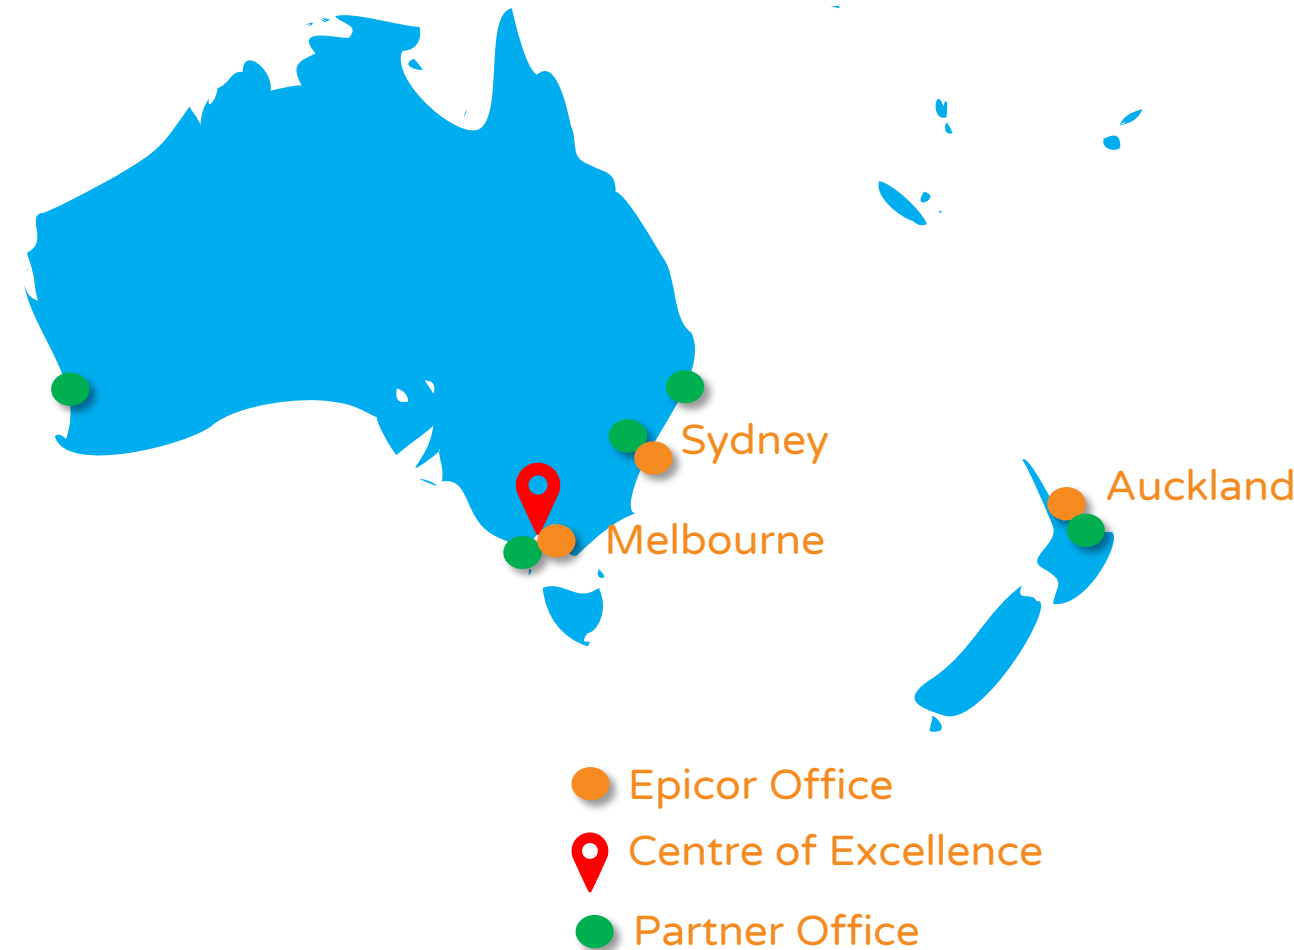 Sydney
Auckland
Melbourne
Epicor Office
Centre of Excellence
Partner Office